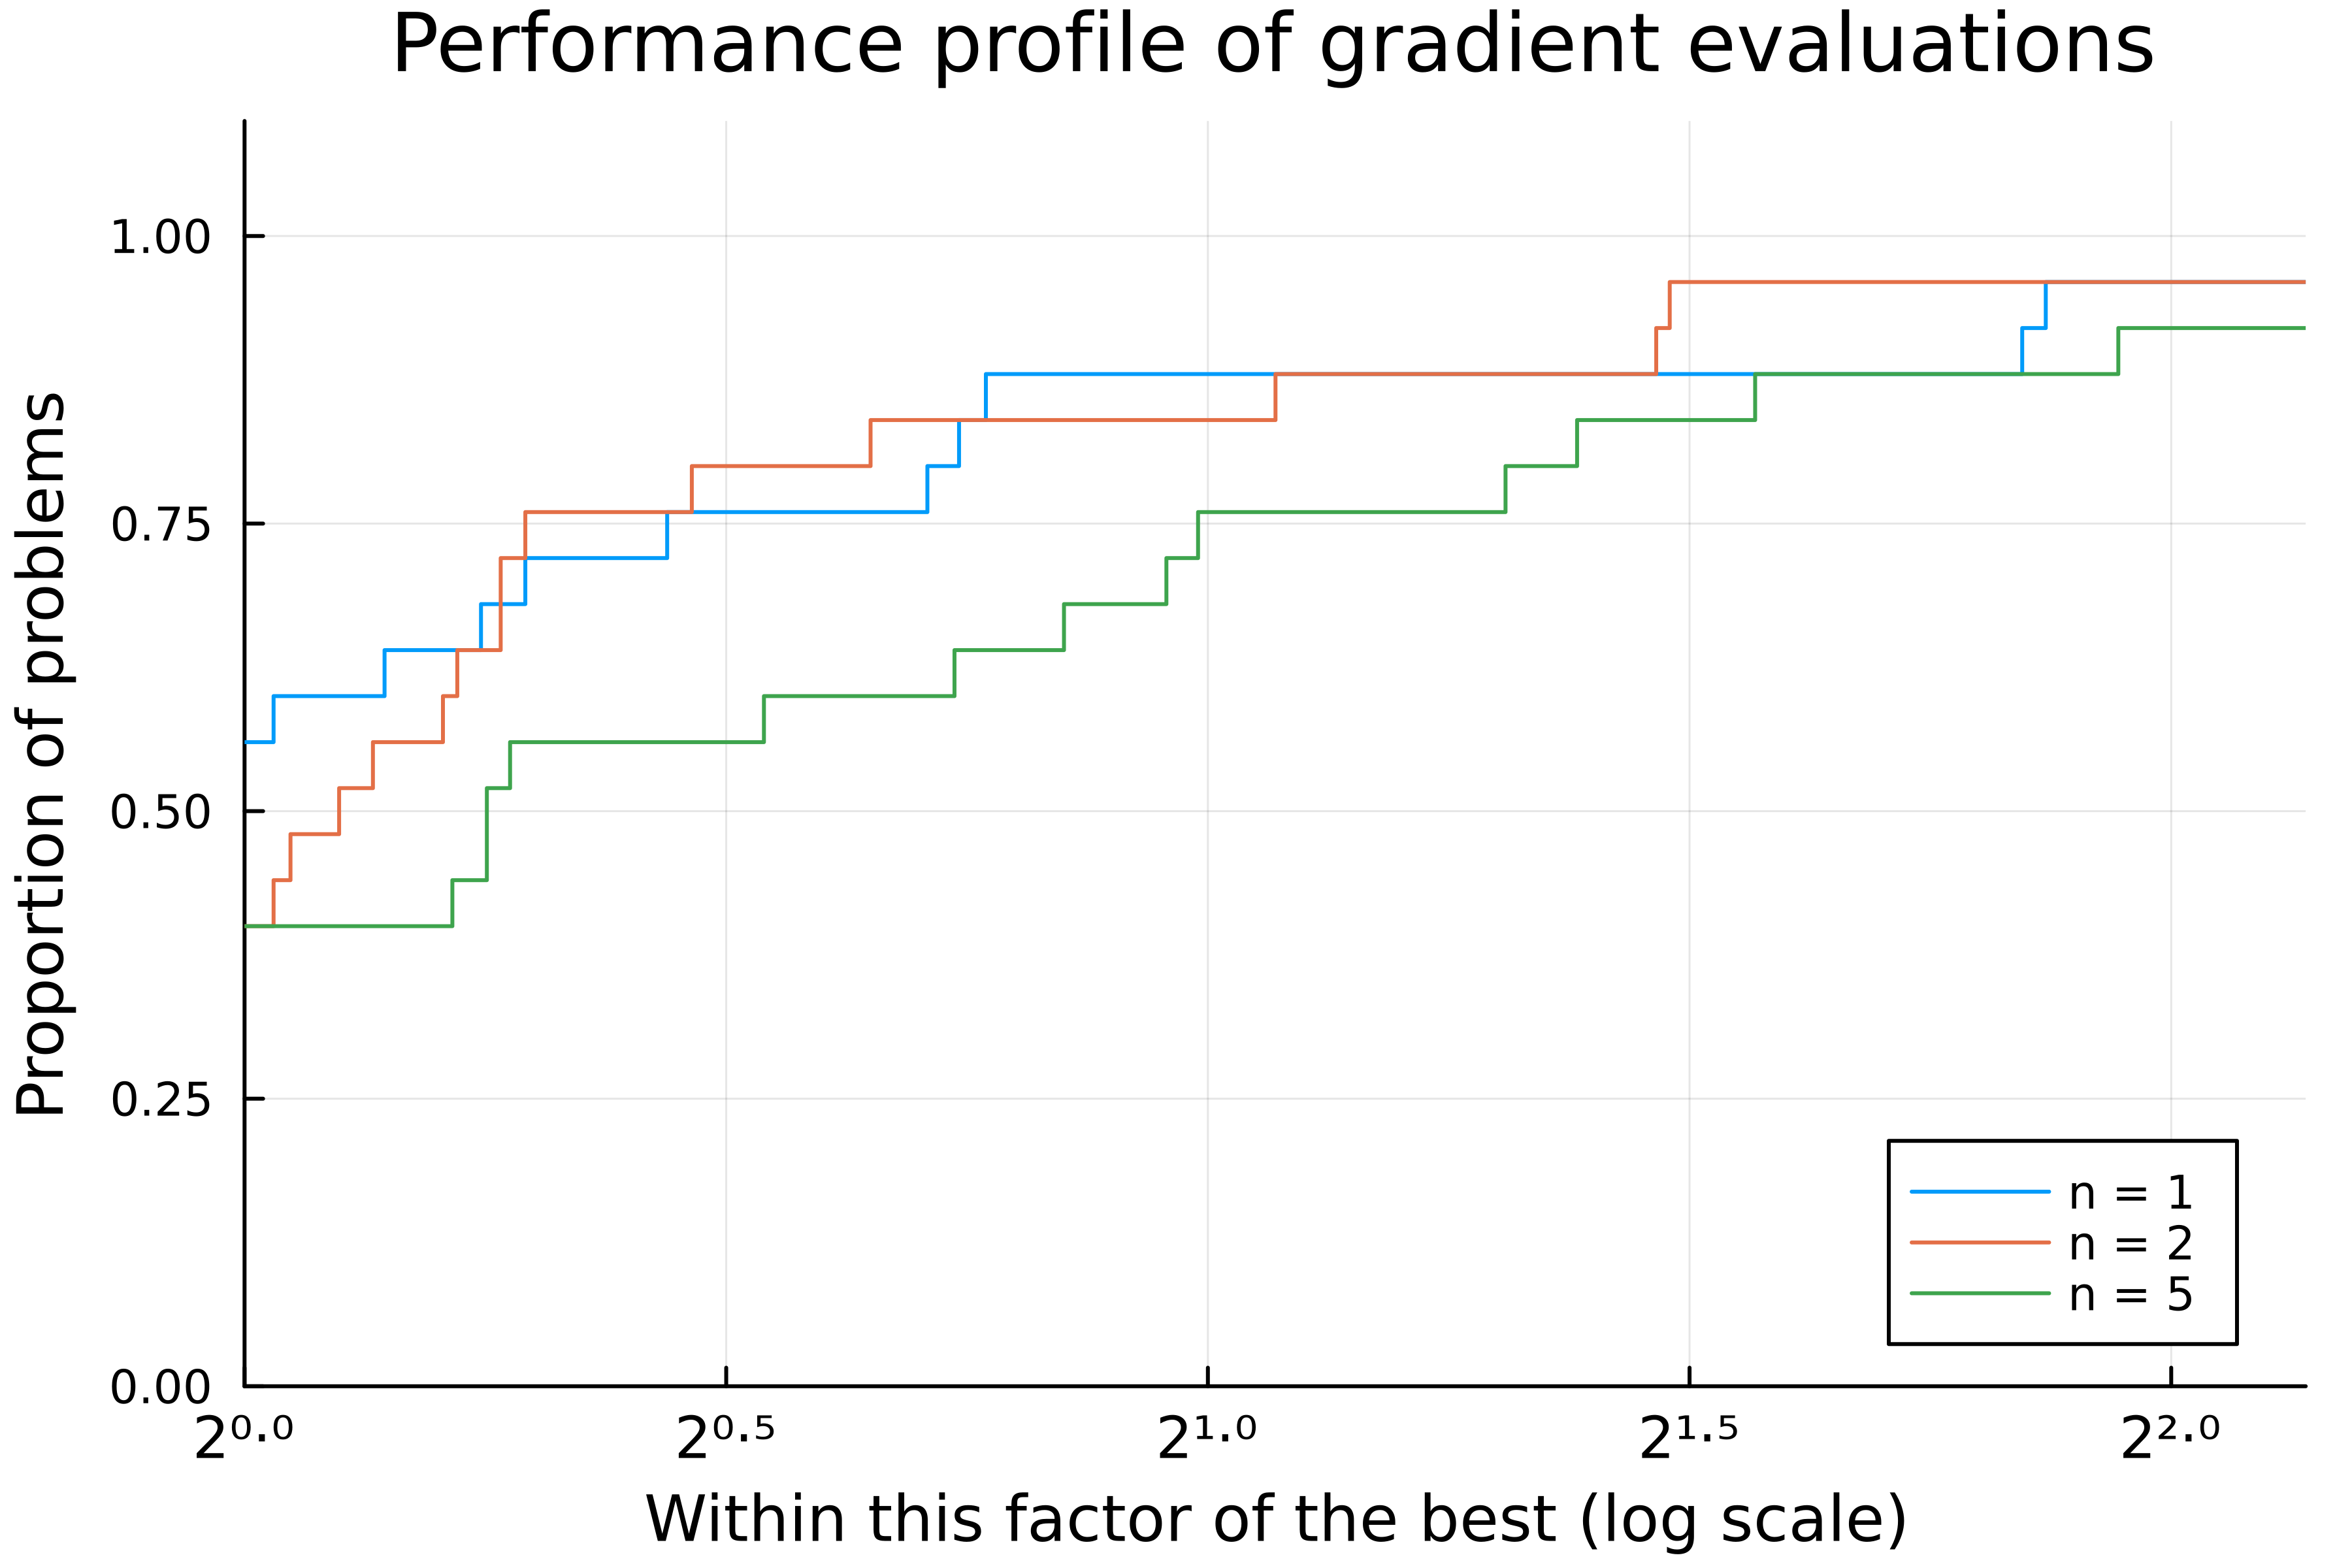 Performance profile of gradient evaluations
Proportion of problems
1.00
0.75
0.50
0.25
0.00
2⁰·⁰ 2⁰·⁵ 2¹·⁰ 2¹·⁵ 2²·⁰
Within this factor of the best (log scale)
n = 1
n = 2
n = 5